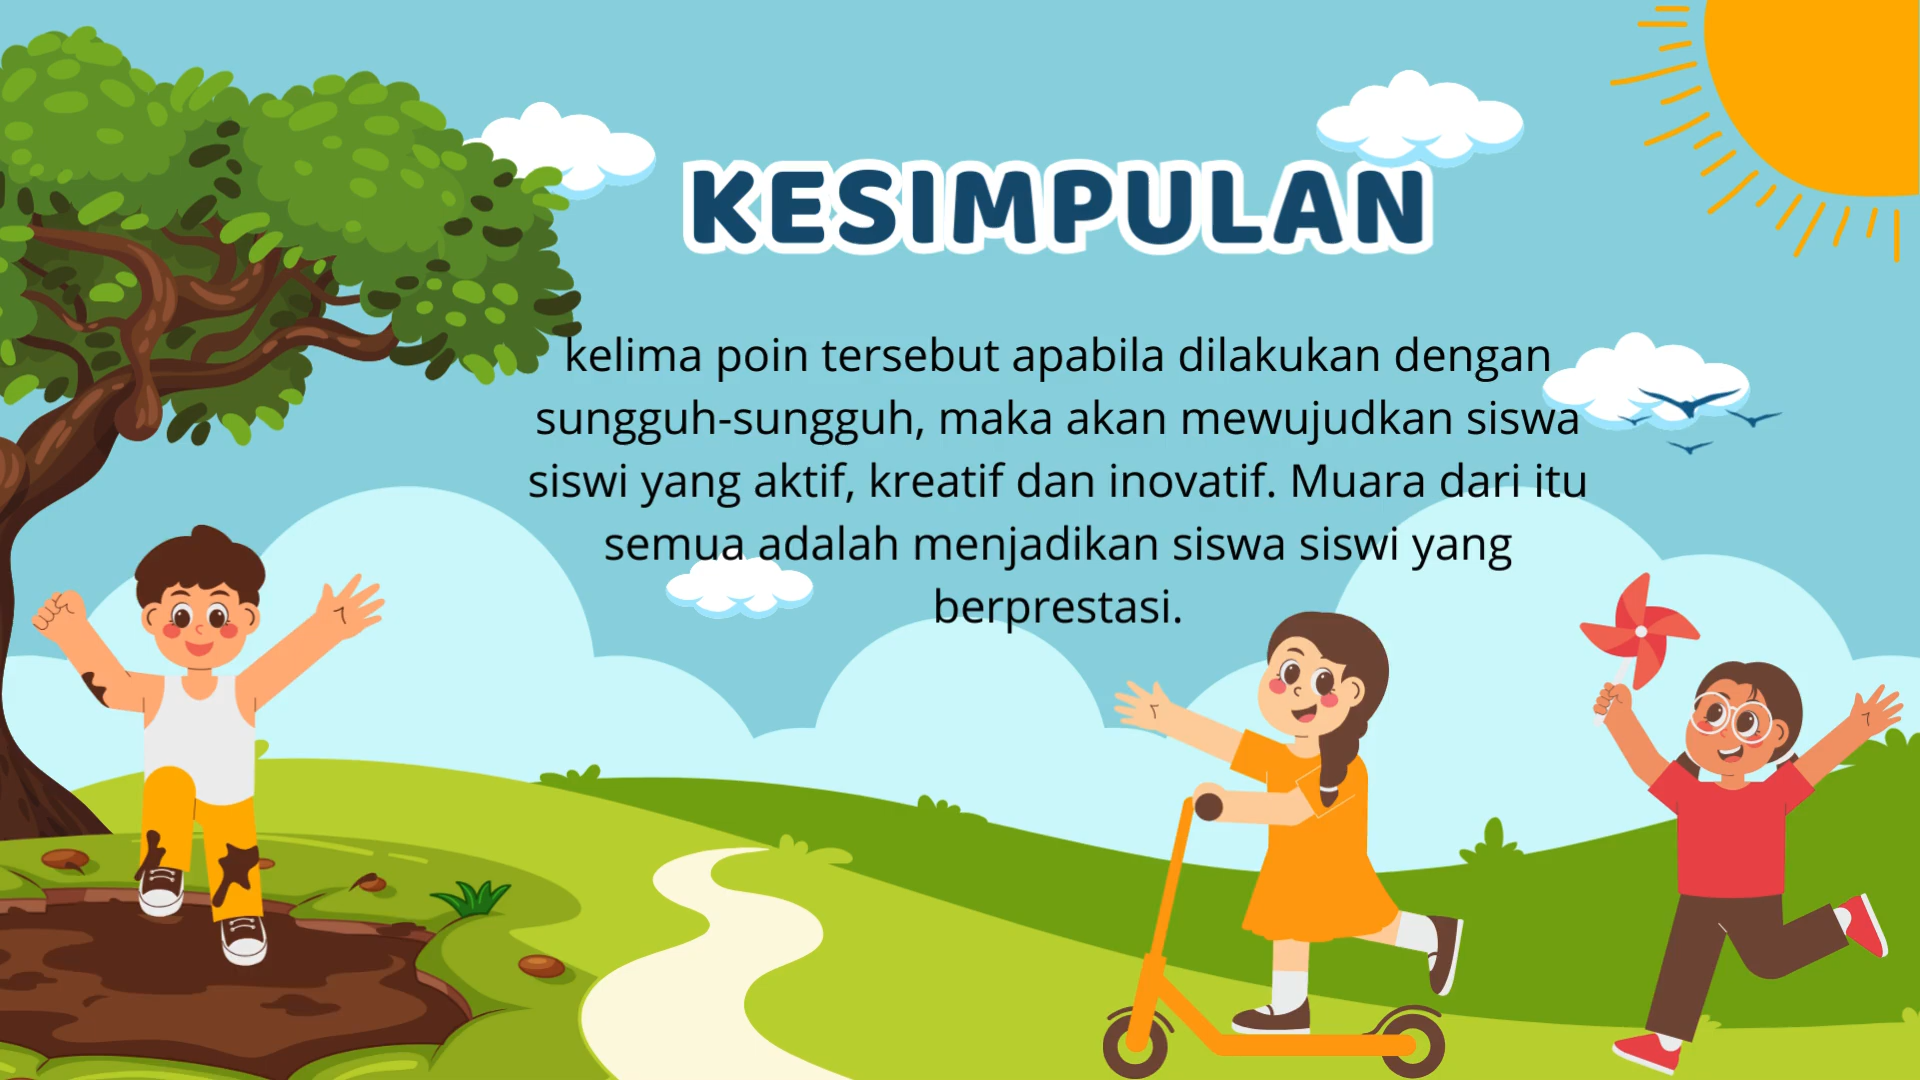 KESIMPULAN
kelima poin tersebut apabila dilakukan dengan
sungguh-sungguh, maka akan mewujudkan siswa
siswi yang aktif, kreatif dan inovatif. Muara dari itu
semua adalah menjadikan siswa siswi yang
berprestasi.